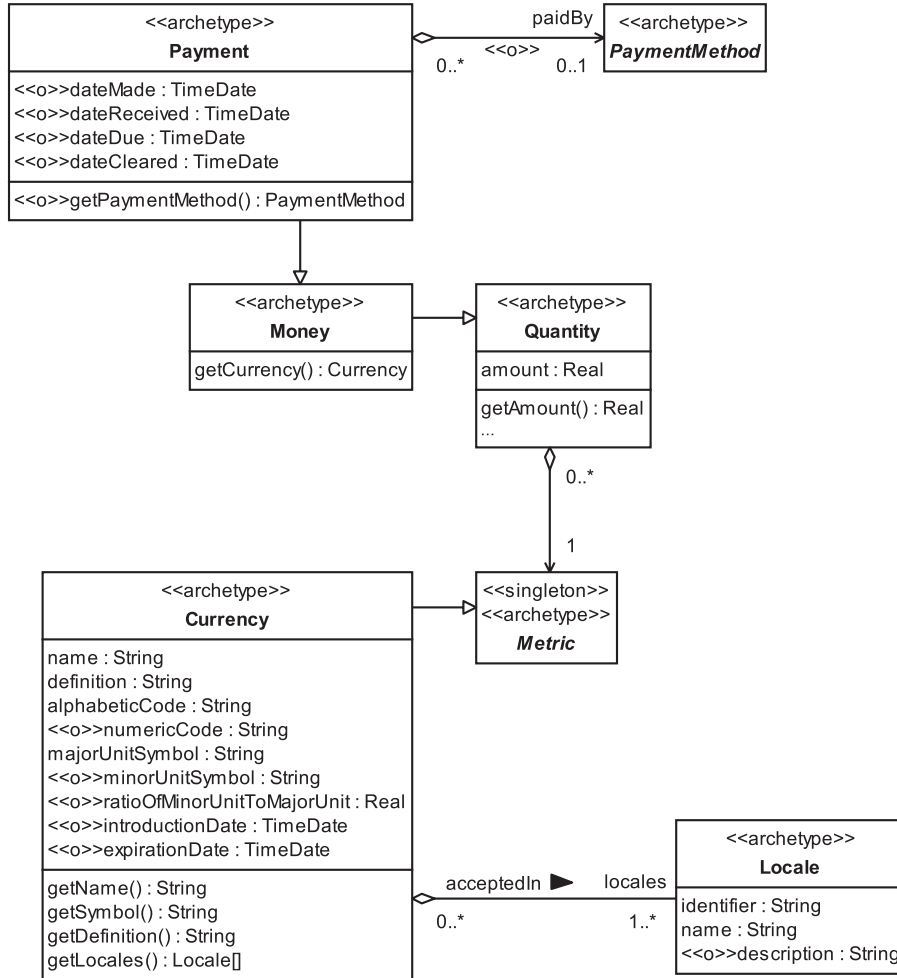 <<archetype>>
Payment
<<o>>dateMade : TimeDate
<<o>>dateReceived : TimeDate
<<o>>dateDue : TimeDate
<<o>>dateCleared : TimeDate
<<o>>getPaymentMethod() : PaymentMethod
paidBy
<<o>>
0..*
0..1
<<archetype>>
PaymentMethod
<<archetype>>
Money
getCurrency() : Currency
<<archetype>>
Quantity
amount : Real
getAmount() : Real
...
0..*
1
<<archetype>>
Currency
name : String
definition : String
alphabeticCode : String
<<o>>numericCode : String
majorUnitSymbol : String
<<o>>minorUnitSymbol : String
<<o>>ratioOfMinorUnitToMajorUnit : Real
<<o>>introductionDate : TimeDate
<<o>>expirationDate : TimeDate
getName() : String
getSymbol() : String
getDefinition() : String
getLocales() : Locale[]
<<singleton>>
<<archetype>>
Metric
acceptedIn
locales
0..*
1..*
<<archetype>>
Locale
identifier : String
name : String
<<o>>description : String